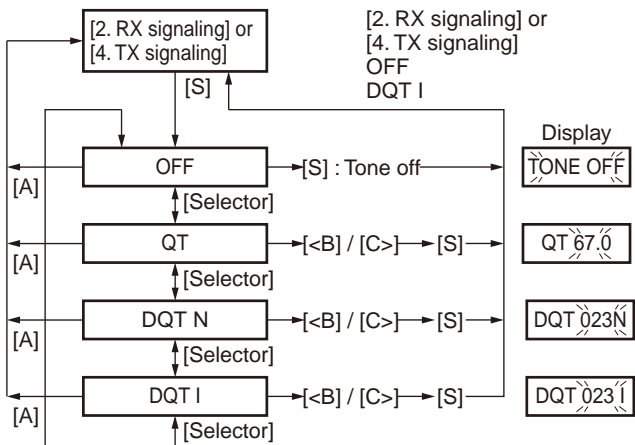 [2. RX signaling] or
[4. TX signaling]
[2. RX signaling] or
[4. TX signaling]
OFF
DQT I
[S]
Display
OFF
[S] : Tone off
TONE OFF
[A]
[Selector]
QT
[<B] / [C>]
[S]
QT 67.0
[A]
[Selector]
DQT N
[<B] / [C>]
[S]
DQT 023N
[A]
[Selector]
DQT I
[<B] / [C>]
[S]
DQT 023 I
[A]
[Selector]